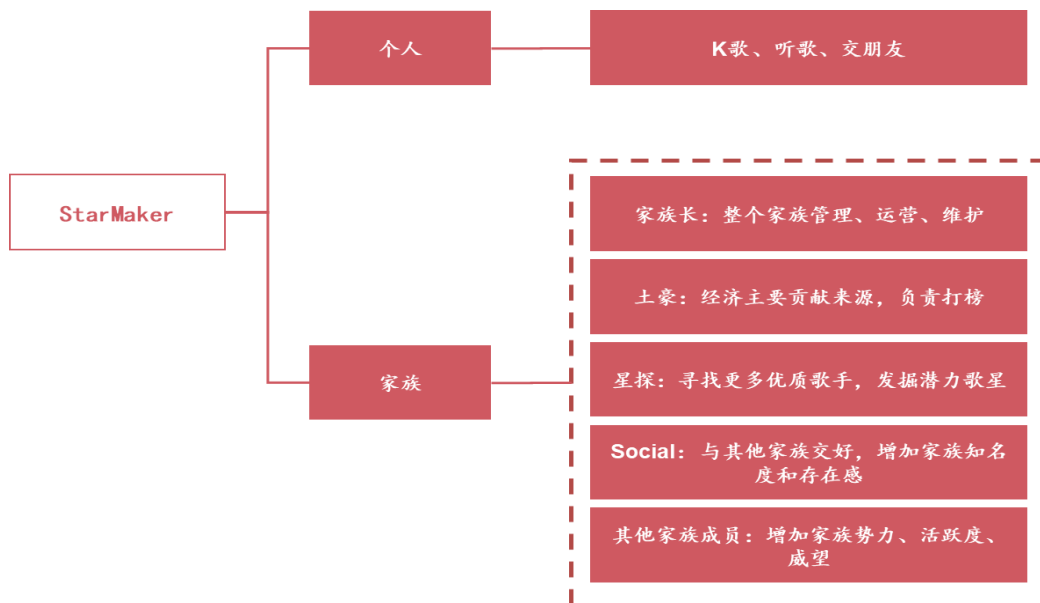 个人
K歌、听歌、交朋友
StarMaker
家族长：整个家族管理、运营、维护
土豪：经济主要贡献来源，负责打榜
家族
星探：寻找更多优质歌手，发掘潜力歌星
Social：与其他家族交好，增加家族知名
度和存在感
其他家族成员：增加家族势力、活跃度、
威望